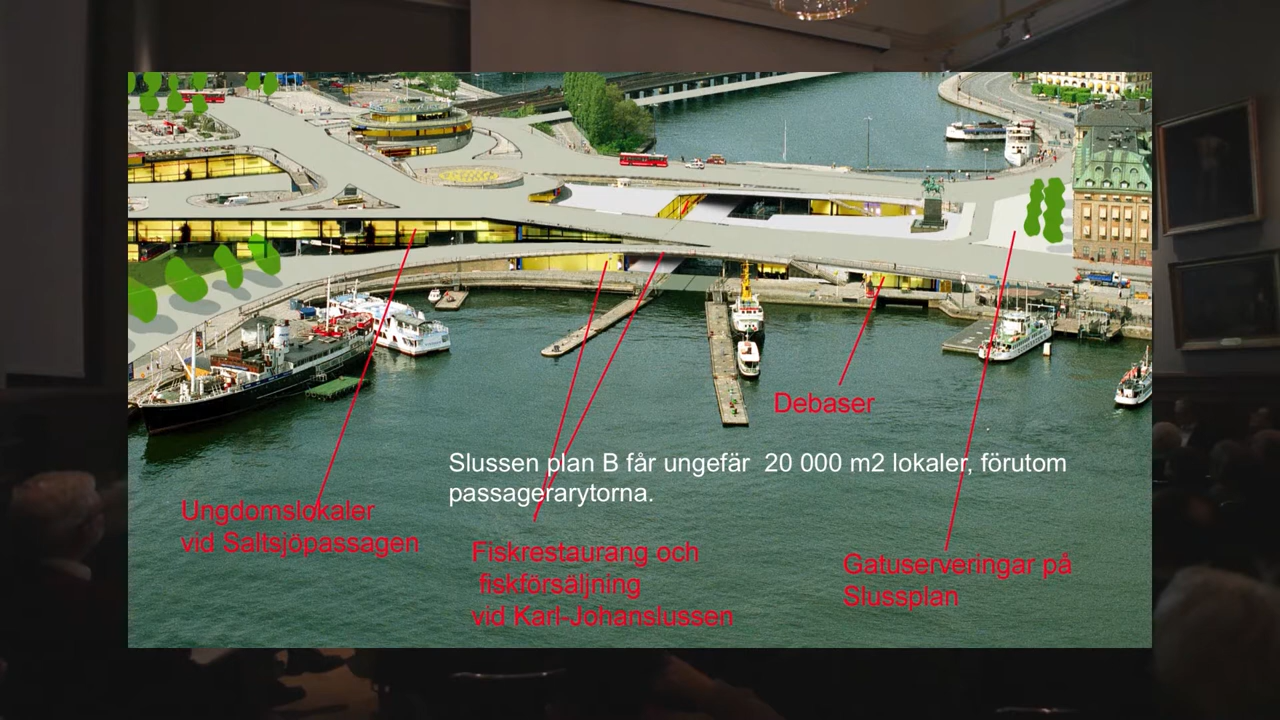 Debaser
Slussen plan B får ungefär  20 000 m2 lokaler, förutom
passagerarytorna.
Ungdomslokaler
vid Saltsjöpassagen
Fiskrestaurang och
fiskförsäljning
vid Karl-Johanslussen
Gatuserveringar på
Slussplan